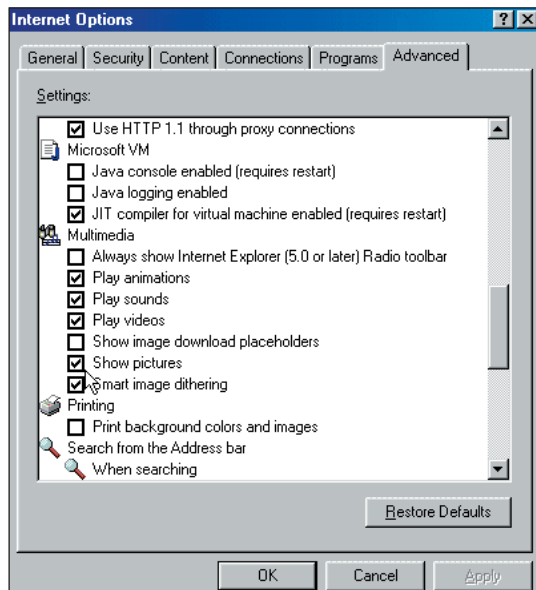 Internet Options
General Security Content Connections Programs Advanced
Settings:
Use HTTP 1.1 through proxy connections
Microsoft VM
Java console enabled (requires restart)
Java logging enabled
JIT compiler for virtual machine enabled (requires restart)
Multimedia
Always show Internet Explorer (5.0 or later) Radio toolbar
Play animations
Play sounds
Play videos
Show image download placeholders
Show pictures
Smart image dithering
Printing
Print background colors and images
Search from the Address bar
When searching
Restore Defaults
OK Cancel Apply